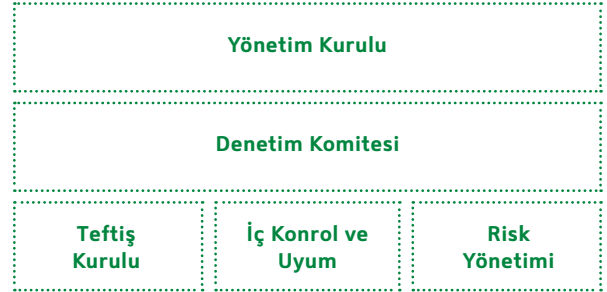 Yönetim Kurulu
Denetim Komitesi
Teftiş
Kurulu
İç Konrol ve
Uyum
Risk
Yönetimi